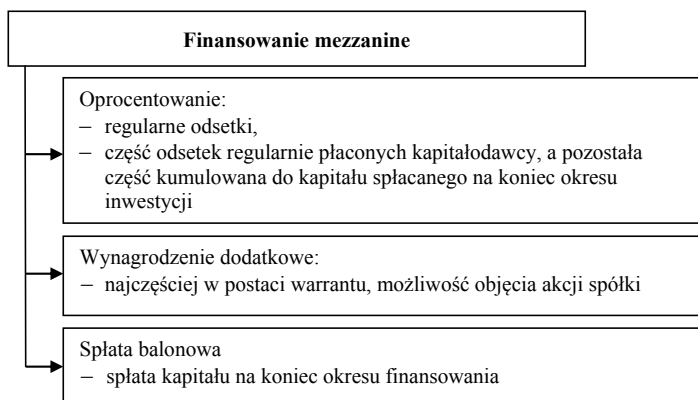 Finansowanie mezzanine
Oprocentowanie:
– regularne odsetki,
– część odsetek regularnie płaconych kapitałodawcy, a pozostała
część kumulowana do kapitału spłacanego na koniec okresu
inwestycji
Wynagrodzenie dodatkowe:
– najczęściej w postaci warrantu, możliwość objęcia akcji spółki
Spłata balonowa
– spłata kapitału na koniec okresu finansowania